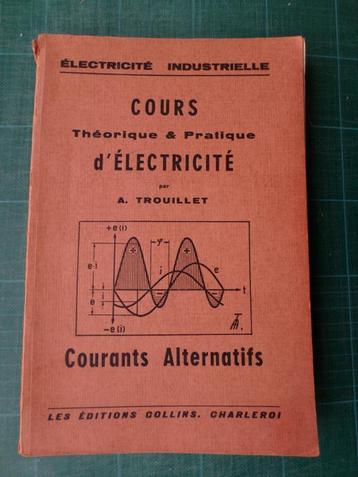 ÉLECTRICITÉ INDUSTRIELLE
COURS
Théorique & Pratique
d'ÉLECTRICITÉ
par
A. TROUILLET
+e(i)
e·i
i
e
-e(i)
+
φ
+
i
e
t
-
-
Courants Alternatifs
LES ÉDITIONS COLLINS. CHARLEROI